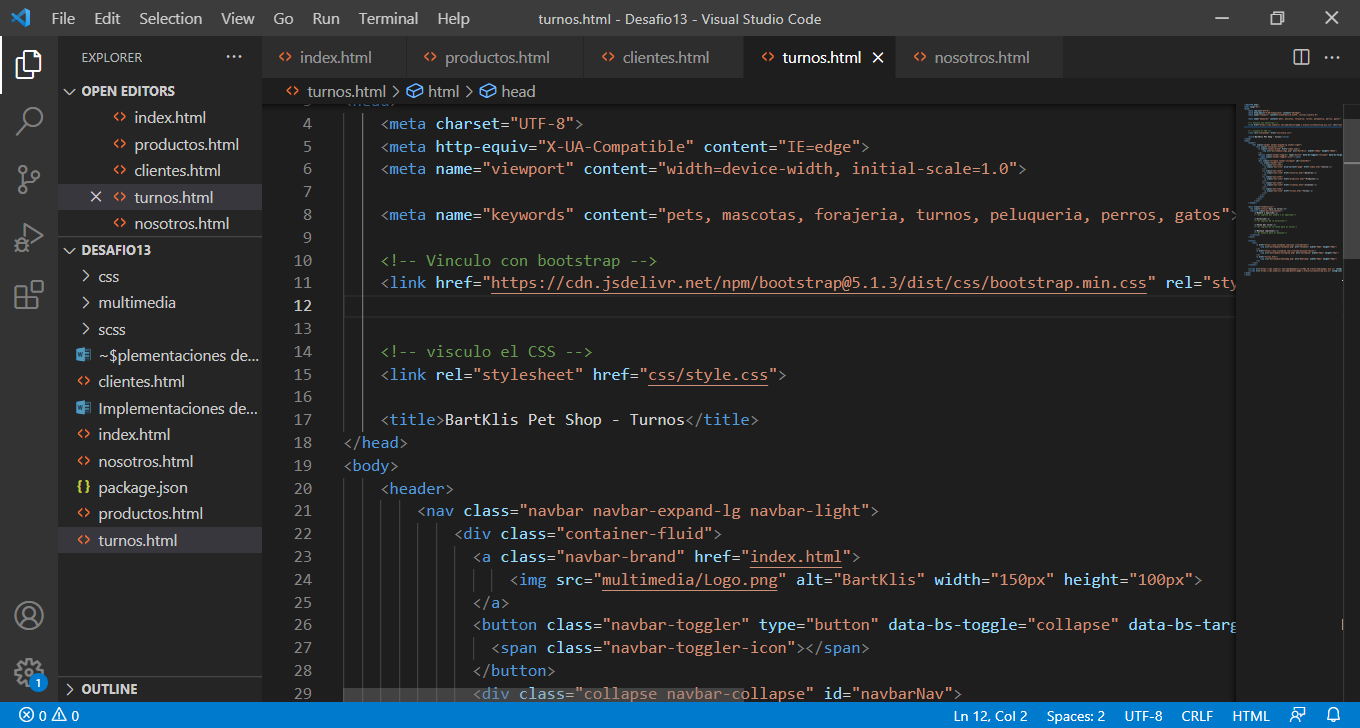 File Edit Selection View Go Run Terminal Help turnos.html - Desafio13 - Visual Studio Code
EXPLORER
OPEN EDITORS
index.html
productos.html
clientes.html
turnos.html
nosotros.html
DESAFIO13
css
multimedia
scss
~$plementaciones de...
clientes.html
Implementaciones de...
index.html
nosotros.html
package.json
productos.html
turnos.html
OUTLINE
index.html productos.html clientes.html turnos.html nosotros.html
turnos.html > html > head
4 <meta charset="UTF-8">
5 <meta http-equiv="X-UA-Compatible" content="IE=edge">
6 <meta name="viewport" content="width=device-width, initial-scale=1.0">
7
8 <meta name="keywords" content="pets, mascotas, forajeria, turnos, peluqueria, perros, gatos">
9
10 <!-- Vinculo con bootstrap -->
11 <link href="https://cdn.jsdelivr.net/npm/bootstrap@5.1.3/dist/css/bootstrap.min.css" rel="sty
12
13
14 <!-- visculo el CSS -->
15 <link rel="stylesheet" href="css/style.css">
16
17 <title>BartKlis Pet Shop - Turnos</title>
18 </head>
19 <body>
20 <header>
21 <nav class="navbar navbar-expand-lg navbar-light">
22 <div class="container-fluid">
23 <a class="navbar-brand" href="index.html">
24 <img src="multimedia/Logo.png" alt="BartKlis" width="150px" height="100px">
25 </a>
26 <button class="navbar-toggler" type="button" data-bs-toggle="collapse" data-bs-targ
27 <span class="navbar-toggler-icon"></span>
28 </button>
29 <div class="collapse navbar-collapse" id="navbarNav">
1
0 0 Ln 12, Col 2 Spaces: 2 UTF-8 CRLF HTML